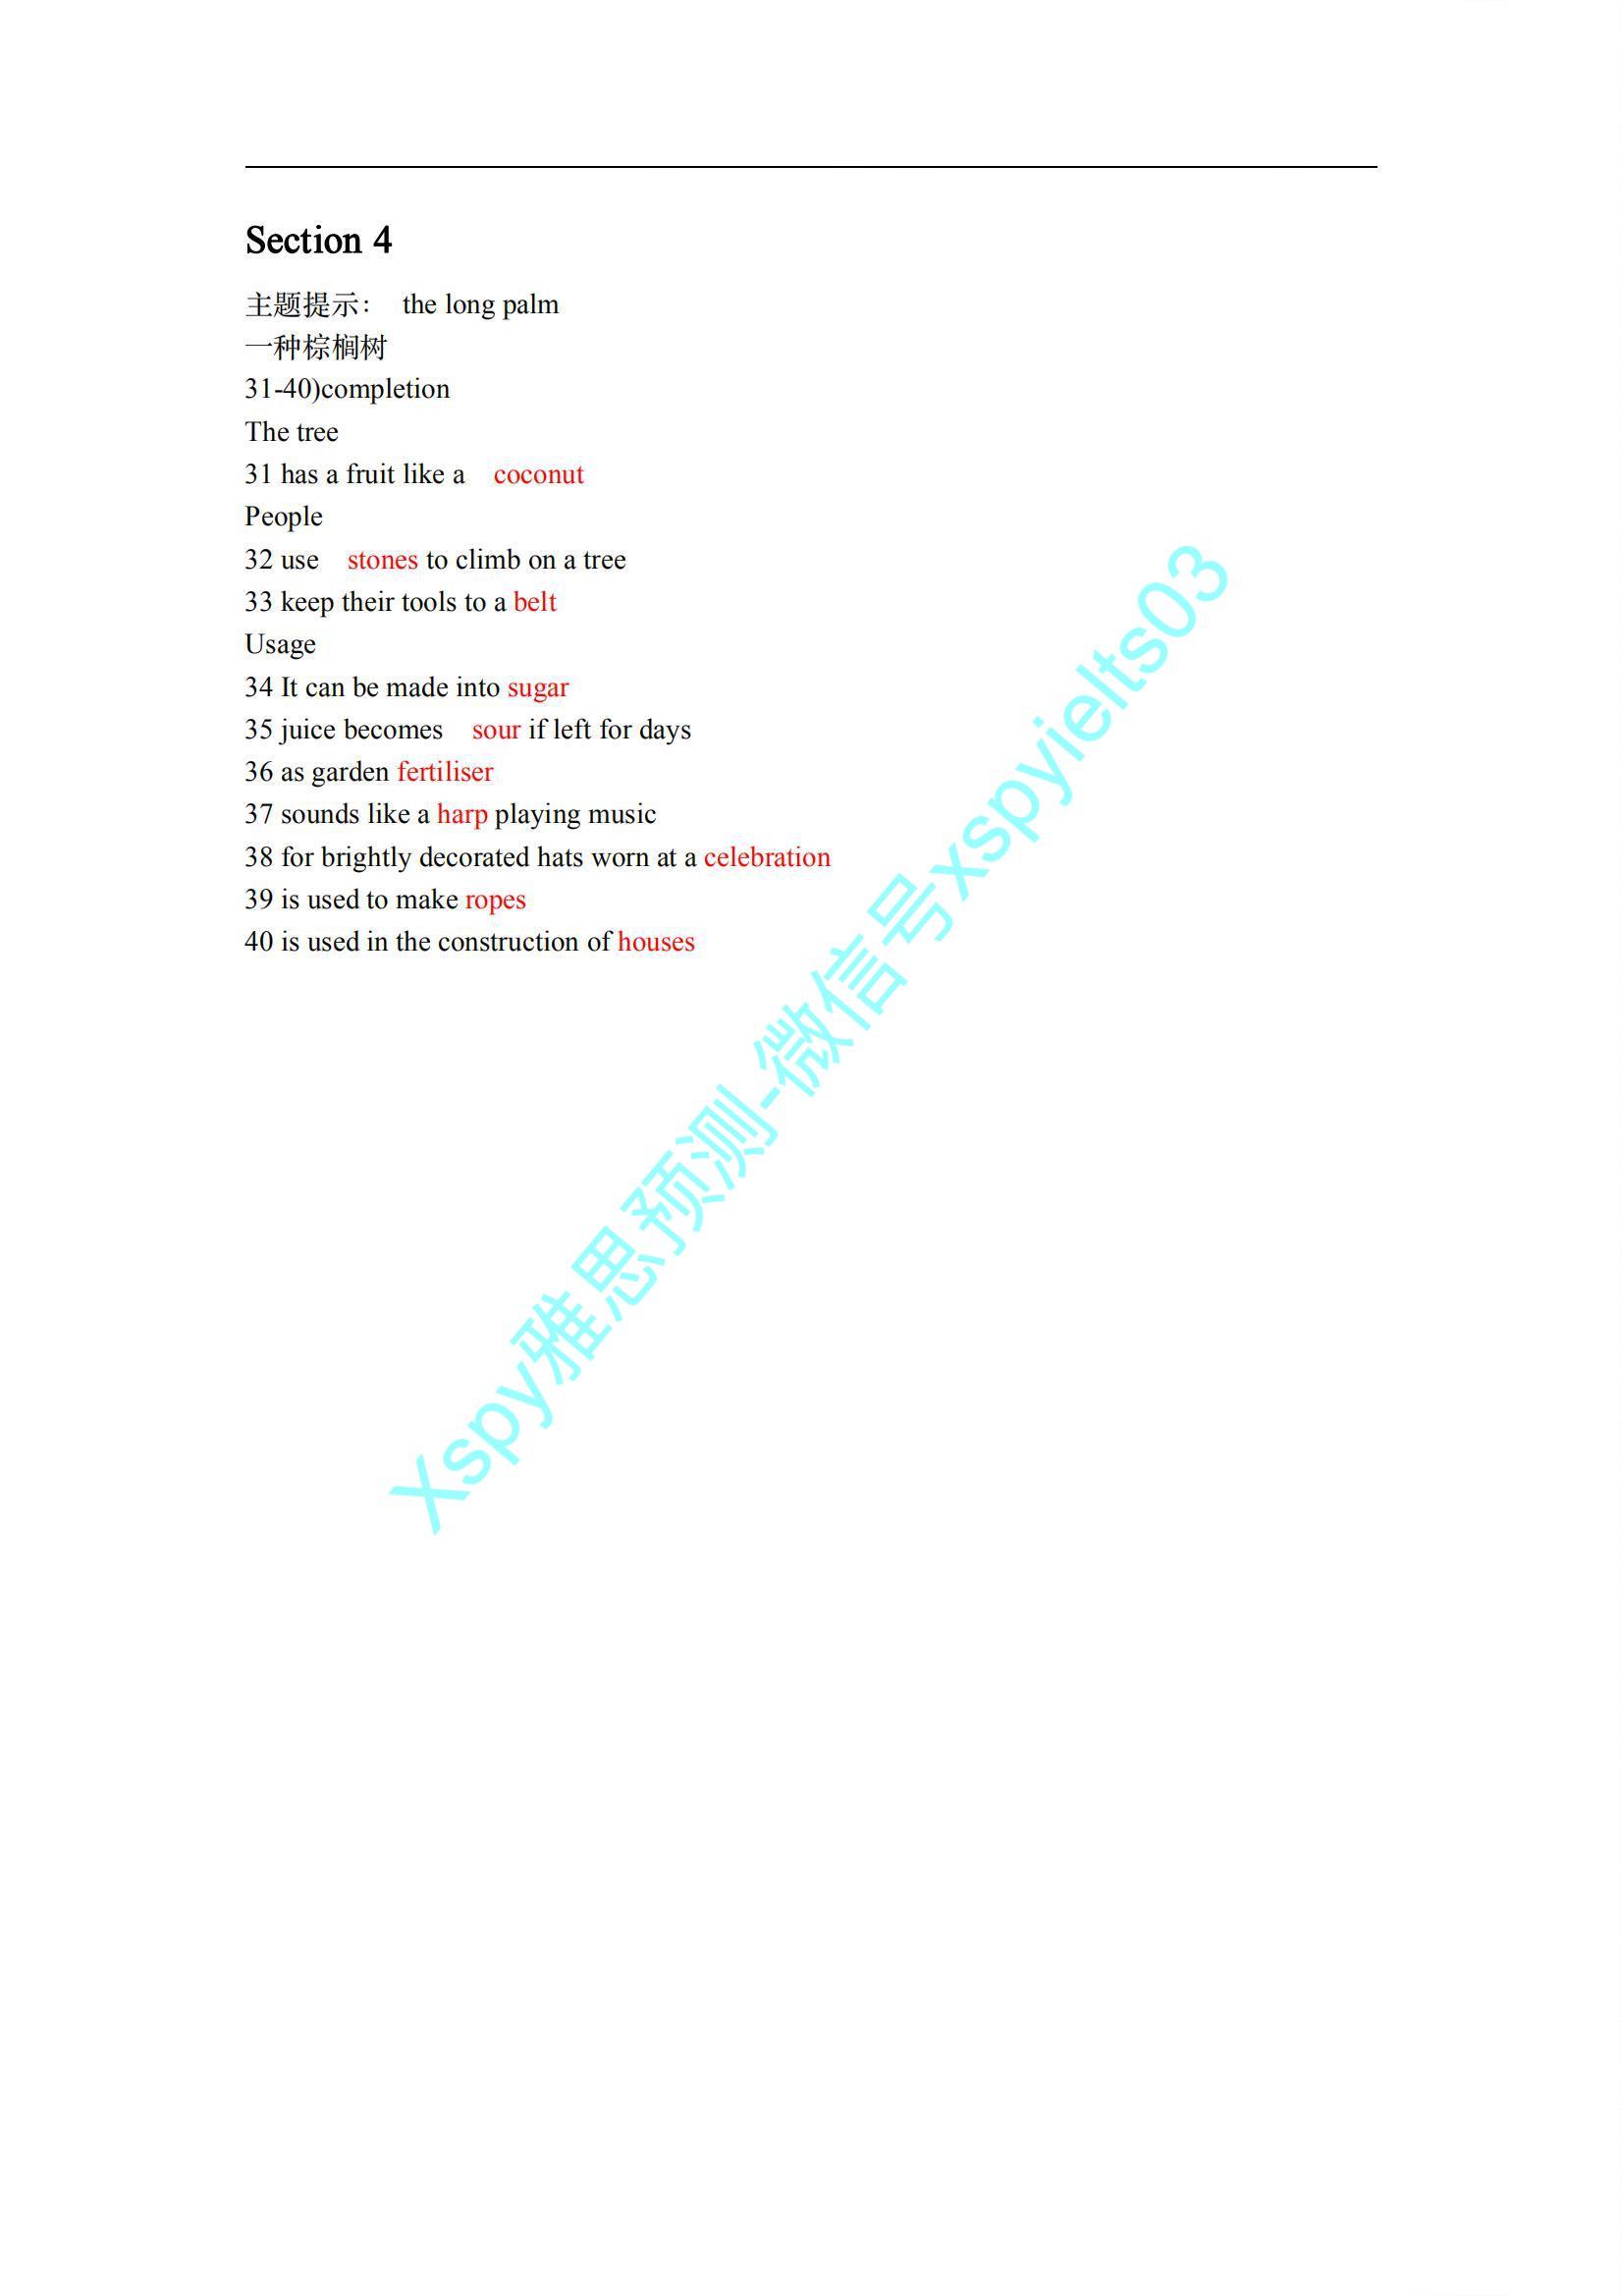 Section 4
主题提示： the long palm
一种棕榈树
31-40)completion
The tree
31 has a fruit like a coconut
People
32 use stones to climb on a tree
33 keep their tools to a belt
Usage
34 It can be made into sugar
35 juice becomes sour if left for days
36 as garden fertiliser
37 sounds like a harp playing music
38 for brightly decorated hats worn at a celebration
39 is used to make ropes
40 is used in the construction of houses
Xspy雅思预测-微信号xspyielts03